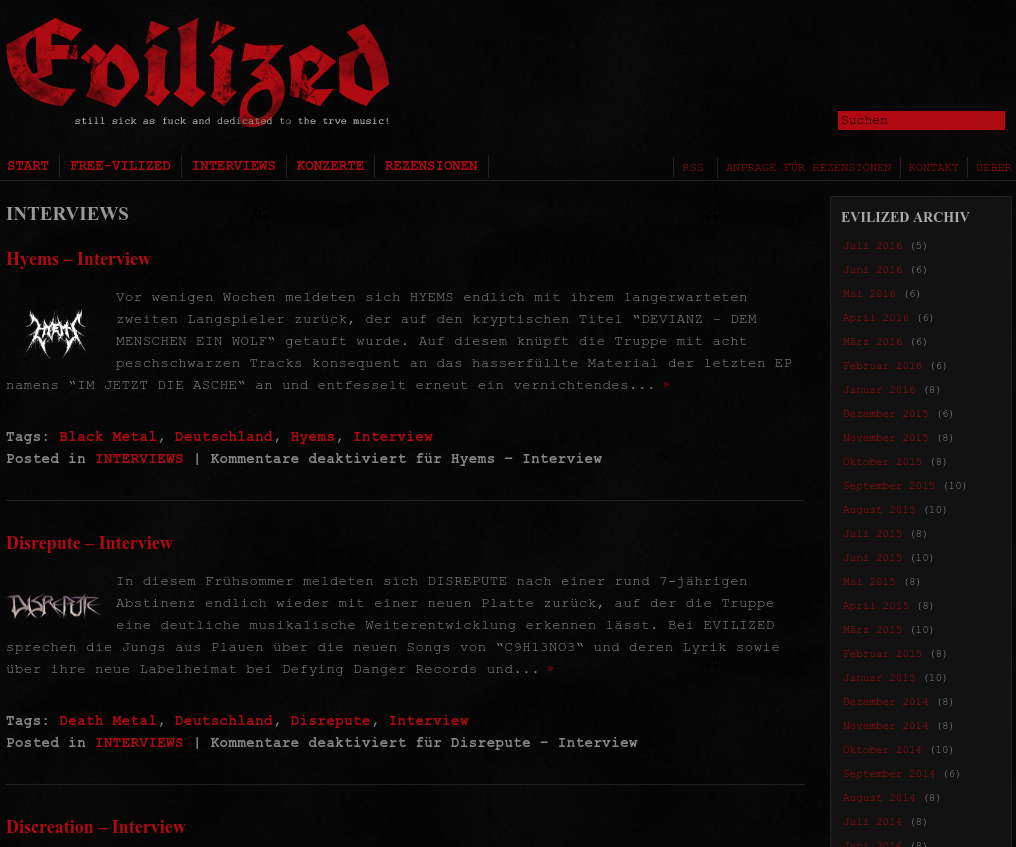 Evilized
still sick as fuck and dedicated to the trve music!
Suchen
START FREE-VILIZED INTERVIEWS KONZERTE REZENSIONEN
RSS ANFRAGE FÜR REZENSIONEN KONTAKT UEBER
INTERVIEWS
Hyems – Interview
HYEMS
Vor wenigen Wochen meldeten sich HYEMS endlich mit ihrem langerwarteten
zweiten Langspieler zurück, der auf den kryptischen Titel “DEVIANZ – DEM
MENSCHEN EIN WOLF“ getauft wurde. Auf diesem knüpft die Truppe mit acht
peschschwarzen Tracks konsequent an das hasserfüllte Material der letzten EP
namens “IM JETZT DIE ASCHE“ an und entfesselt erneut ein vernichtendes... »
Tags: Black Metal, Deutschland, Hyems, Interview
Posted in INTERVIEWS | Kommentare deaktiviert für Hyems – Interview
Disrepute – Interview
DISREPUTE
In diesem Frühsommer meldeten sich DISREPUTE nach einer rund 7-jährigen
Abstinenz endlich wieder mit einer neuen Platte zurück, auf der die Truppe
eine deutliche musikalische Weiterentwicklung erkennen lässt. Bei EVILIZED
sprechen die Jungs aus Plauen über die neuen Songs von “C9H13NO3“ und deren Lyrik sowie
über ihre neue Labelheimat bei Defying Danger Records und... »
Tags: Death Metal, Deutschland, Disrepute, Interview
Posted in INTERVIEWS | Kommentare deaktiviert für Disrepute – Interview
Discreation – Interview
EVILIZED ARCHIV
Juli 2016 (5)
Juni 2016 (6)
Mai 2016 (6)
April 2016 (6)
März 2016 (6)
Februar 2016 (6)
Januar 2016 (8)
Dezember 2015 (6)
November 2015 (8)
Oktober 2015 (8)
September 2015 (10)
August 2015 (10)
Juli 2015 (8)
Juni 2015 (10)
Mai 2015 (8)
April 2015 (8)
März 2015 (10)
Februar 2015 (8)
Januar 2015 (10)
Dezember 2014 (8)
November 2014 (8)
Oktober 2014 (10)
September 2014 (6)
August 2014 (8)
Juli 2014 (8)
Juni 2014 (8)